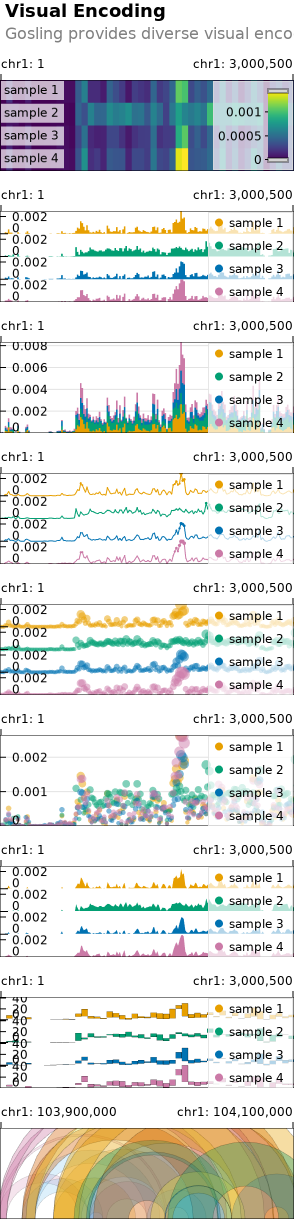 Visual Encoding
Gosling provides diverse visual enco
chr1: 1 chr1: 3,000,500
sample 1
sample 2
sample 3
sample 4
0.001
0.0005
0
chr1: 1 chr1: 3,000,500
0.002 sample 1
0
0.002 sample 2
0
0.002 sample 3
0
0.002 sample 4
0
chr1: 1 chr1: 3,000,500
0.008
sample 1
0.006
sample 2
0.004
sample 3
0.002
sample 4
0
chr1: 1 chr1: 3,000,500
0.002 sample 1
0
0.002 sample 2
0
0.002 sample 3
0
0.002 sample 4
0
chr1: 1 chr1: 3,000,500
0.002 sample 1
0
0.002 sample 2
0
0.002 sample 3
0
0.002 sample 4
0
chr1: 1 chr1: 3,000,500
sample 1
0.002
sample 2
0.001
sample 3
sample 4
0
chr1: 1 chr1: 3,000,500
0.002 sample 1
0
0.002 sample 2
0
0.002 sample 3
0
0.002 sample 4
0
chr1: 1 chr1: 3,000,500
40
20 sample 1
sample 2
20 sample 3
40
20 sample 4
0
chr1: 103,900,000 chr1: 104,100,000